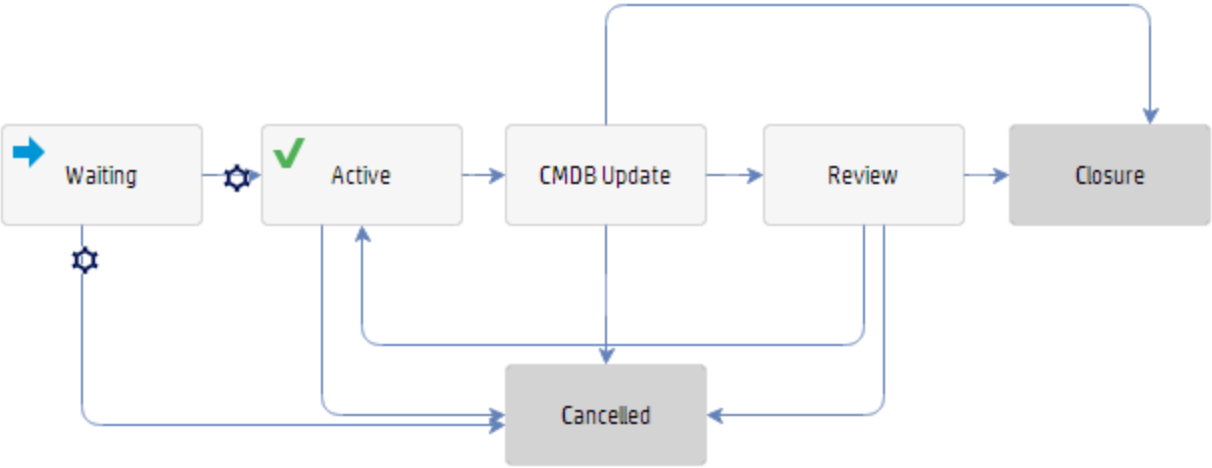 Waiting
Active
CMDB Update
Review
Closure
Cancelled